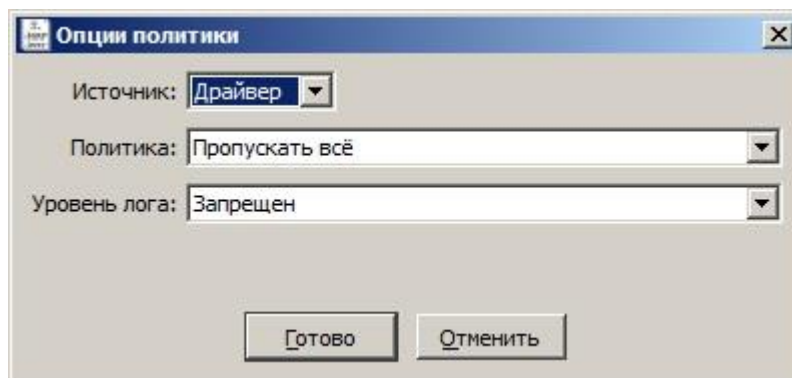 Опции политики
Источник: Драйвер
Политика: Пропускать всё
Уровень лога: Запрещен
Готово Отменить